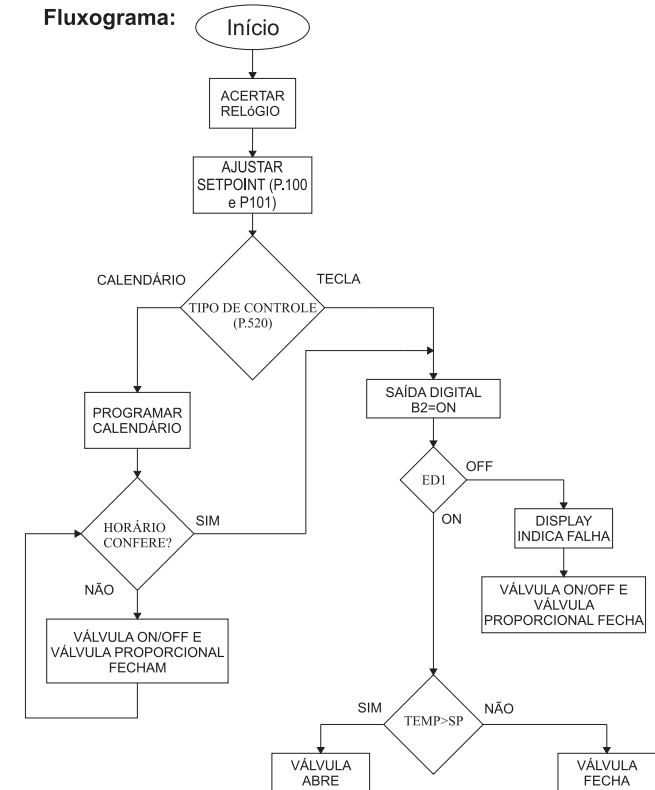 Fluxograma:
Início
ACERTAR
RELóGIO
AJUSTAR
SETPOINT (P.100
e P101)
CALENDÁRIO
TECLA
TIPO DE CONTROLE
(P.520)
PROGRAMAR
CALENDÁRIO
SAÍDA DIGITAL
B2=ON
ED1
OFF
ON
DISPLAY
INDICA FALHA
HORÁRIO
CONFERE?
SIM
NÃO
VÁLVULA ON/OFF E
VÁLVULA
PROPORCIONAL FECHA
VÁLVULA ON/OFF E
VÁLVULA PROPORCIONAL
FECHAM
SIM
TEMP>SP
NÃO
VÁLVULA
ABRE
VÁLVULA
FECHA